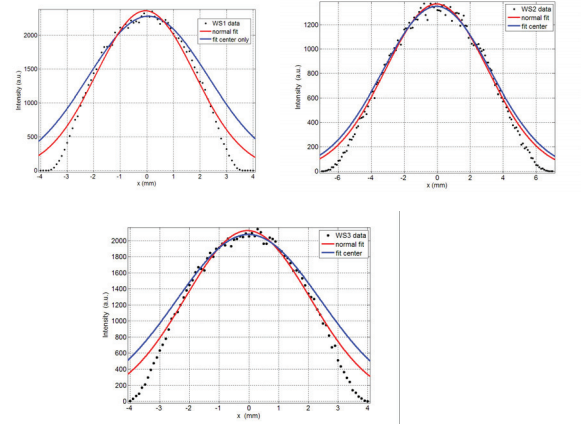 WS1 data
normal fit
fit center only
2000
1500
1000
500
0
Intensity (a.u.)
-4 -3 -2 -1 0 1 2 3 4
x (mm)
WS2 data
normal fit
fit center
1200
1000
800
600
400
200
0
Intensity (a.u.)
-6 -4 -2 0 2 4 6
x (mm)
WS3 data
normal fit
fit center
2000
1800
1600
1400
1200
1000
800
600
400
200
0
Intensity (a.u.)
-4 -3 -2 -1 0 1 2 3 4
x (mm)